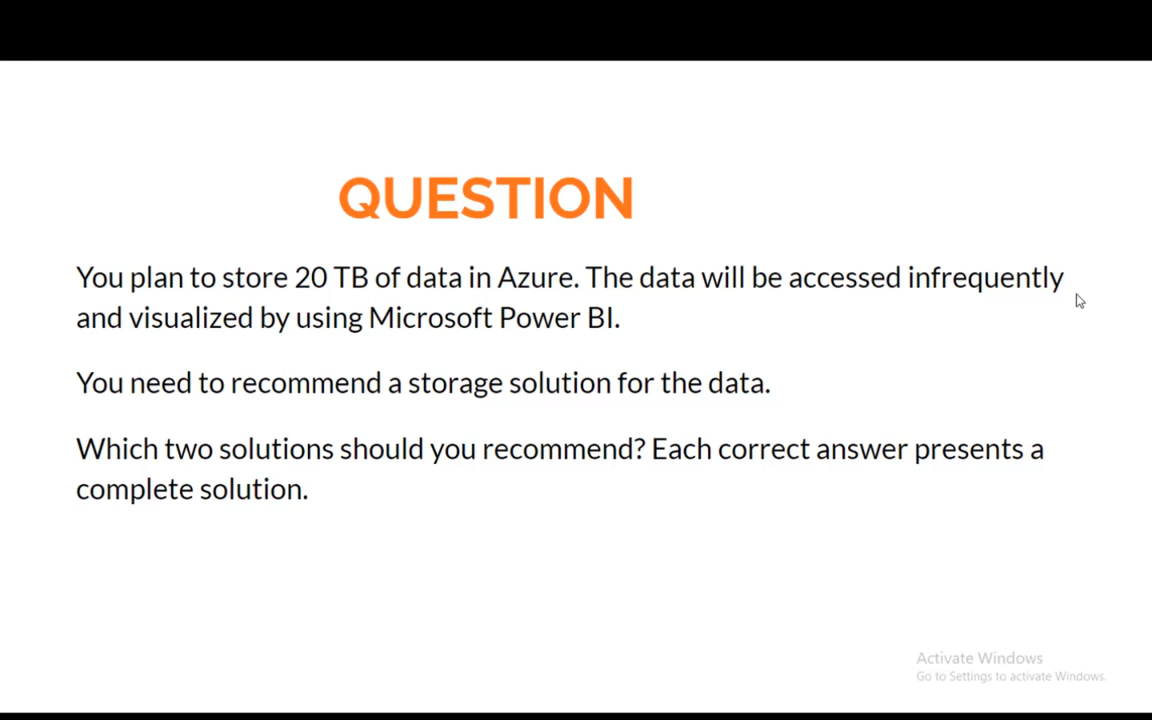 QUESTION
You plan to store 20 TB of data in Azure. The data will be accessed infrequently
and visualized by using Microsoft Power BI.
You need to recommend a storage solution for the data.
Which two solutions should you recommend? Each correct answer presents a
complete solution.
Activate Windows
Go to Settings to activate Windows.